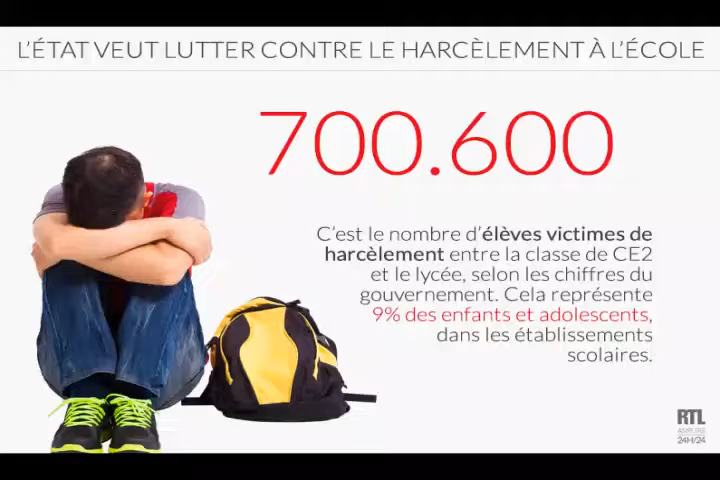 L'ÉTAT VEUT LUTTER CONTRE LE HARCÈLEMENT À L'ÉCOLE
700.600
C'est le nombre d'élèves victimes de
harcèlement entre la classe de CE2
et le lycée, selon les chiffres du
gouvernement. Cela représente
9% des enfants et adolescents,
dans les établissements
scolaires.
RTL
24H/24